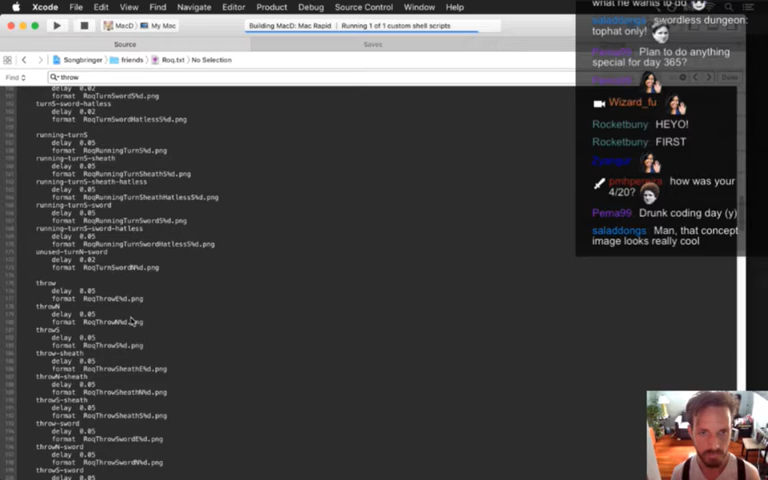 Xcode File Edit View Find Navigate Editor Product Debug Source Control Window Help
MacD My Mac Building MacD: Mac Rapid Running 1 of 1 custom shell scripts
Source Saves
Songbringer friends Roq.txt No Selection
Find throw Done
delay 0.02
format RoqTurnSwordS%d.png
turnS-sword-hatless
delay 0.02
format RoqTurnSwordHatlessS%d.png
running-turnS
delay 0.05
format RoqRunningTurnS%d.png
running-turnS-sheath
delay 0.05
format RoqRunningTurnSheathS%d.png
running-turnS-sheath-hatless
delay 0.05
format RoqRunningTurnSheathHatlessS%d.png
running-turnS-sword
delay 0.05
format RoqRunningTurnSwordS%d.png
running-turnS-sword-hatless
delay 0.05
format RoqRunningTurnSwordHatlessS%d.png
unused-turnN-sword
delay 0.02
format RoqTurnSwordN%d.png
throw
delay 0.05
format RoqThrowE%d.png
throwN
delay 0.05
format RoqThrowN%d.png
throwS
delay 0.05
format RoqThrowS%d.png
throw-sheath
delay 0.05
format RoqThrowSheathE%d.png
throwN-sheath
delay 0.05
format RoqThrowSheathN%d.png
throwS-sheath
delay 0.05
format RoqThrowSheathS%d.png
throw-sword
delay 0.05
format RoqThrowSwordE%d.png
throwN-sword
delay 0.05
format RoqThrowSwordN%d.png
throwS-sword
delay 0.05
what he wants to do
saladdongs swordless dungeon:
tophat only!
Pema99 Plan to do anything
special for day 365?
Wizard_fu
Rocketbuny HEYO!
Rocketbuny FIRST
how was your
4/20?
Pema99 Drunk coding day (y)
saladdongs Man, that concept
image looks really cool